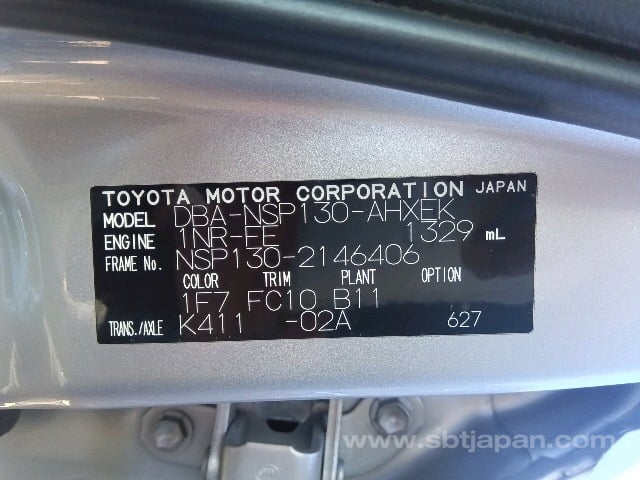 TOYOTA MOTOR CORPORATION JAPAN
MODEL DBA-NSP130-AHXEK
ENGINE 1NR-EE 1329 mL
FRAME No. NSP130-2146406
COLOR TRIM PLANT OPTION
1F7 FC10 B11
TRANS./AXLE K411 -02A 627
www.sbtjapan.com